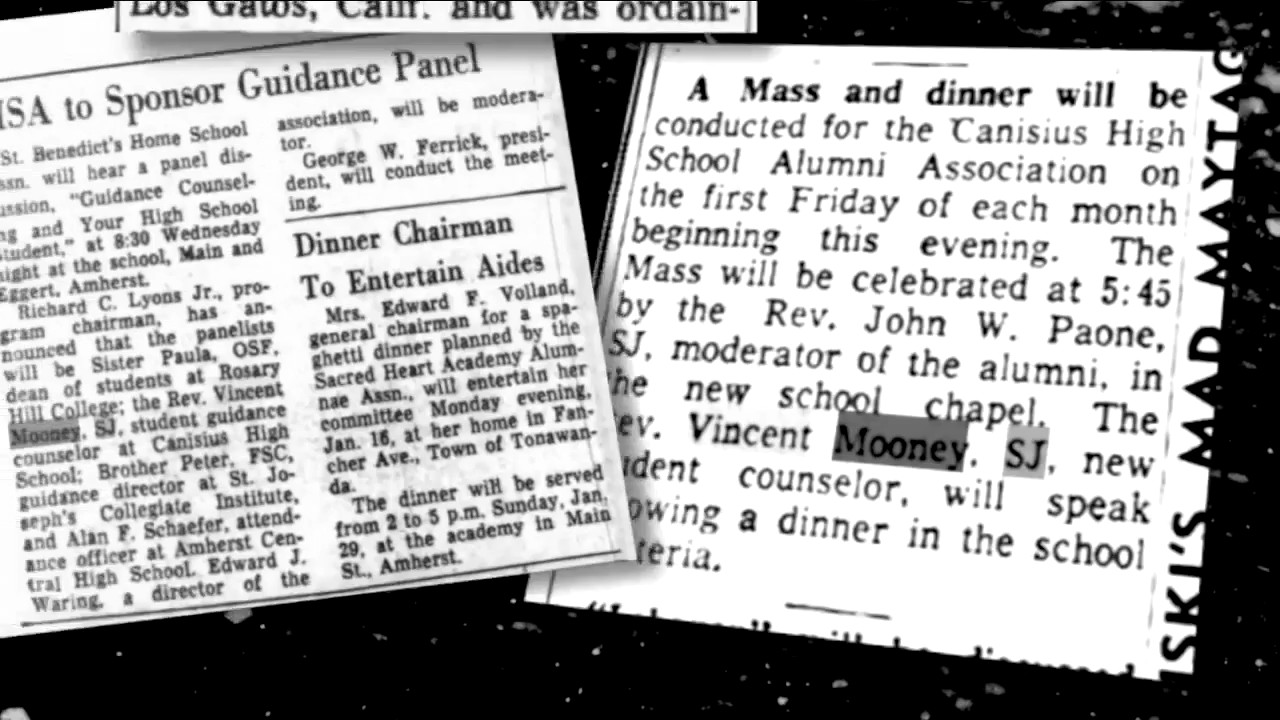 Los Gatos, Calif. and was ordain-
ISA to Sponsor Guidance Panel
St. Benedict's Home School
ssn. will hear a panel dis-
ussion, "Guidance Counsel-
ng and Your High School
tudent," at 8:30 Wednesday
ight at the school, Main and
Eggert, Amherst.
Richard C. Lyons Jr., pro-
gram chairman, has an-
nounced that the panelists
will be Sister Paula, OSF,
dean of students at Rosary
Hill College; the Rev. Vincent
Mooney, SJ, student guidance
counselor at Canisius High
School; Brother Peter, FSC,
guidance director at St. Jo-
seph's Collegiate Institute,
and Alan F. Schaefer, attend-
ance officer at Amherst Cen-
tral High School. Edward J.
Waring, a director of the
association, will be modera-
tor.
George W. Ferrick, presi-
dent, will conduct the meet-
ing.
Dinner Chairman
To Entertain Aides
Mrs. Edward F. Volland,
general chairman for a spa-
ghetti dinner planned by the
Sacred Heart Academy Alum-
nae Assn., will entertain her
committee Monday evening,
Jan. 16, at her home in Fan-
cher Ave., Town of Tonawan-
da.
The dinner will be served
from 2 to 5 p.m. Sunday, Jan.
29, at the academy in Main
St., Amherst.
A Mass and dinner will be
conducted for the Canisius High
School Alumni Association on
the first Friday of each month
beginning this evening. The
Mass will be celebrated at 5:45
by the Rev. John W. Paone,
SJ, moderator of the alumni, in
he new school chapel. The
ev. Vincent Mooney, SJ, new
udent counselor, will speak
owing a dinner in the school
teria.
SKI'S MAD MAYTAG